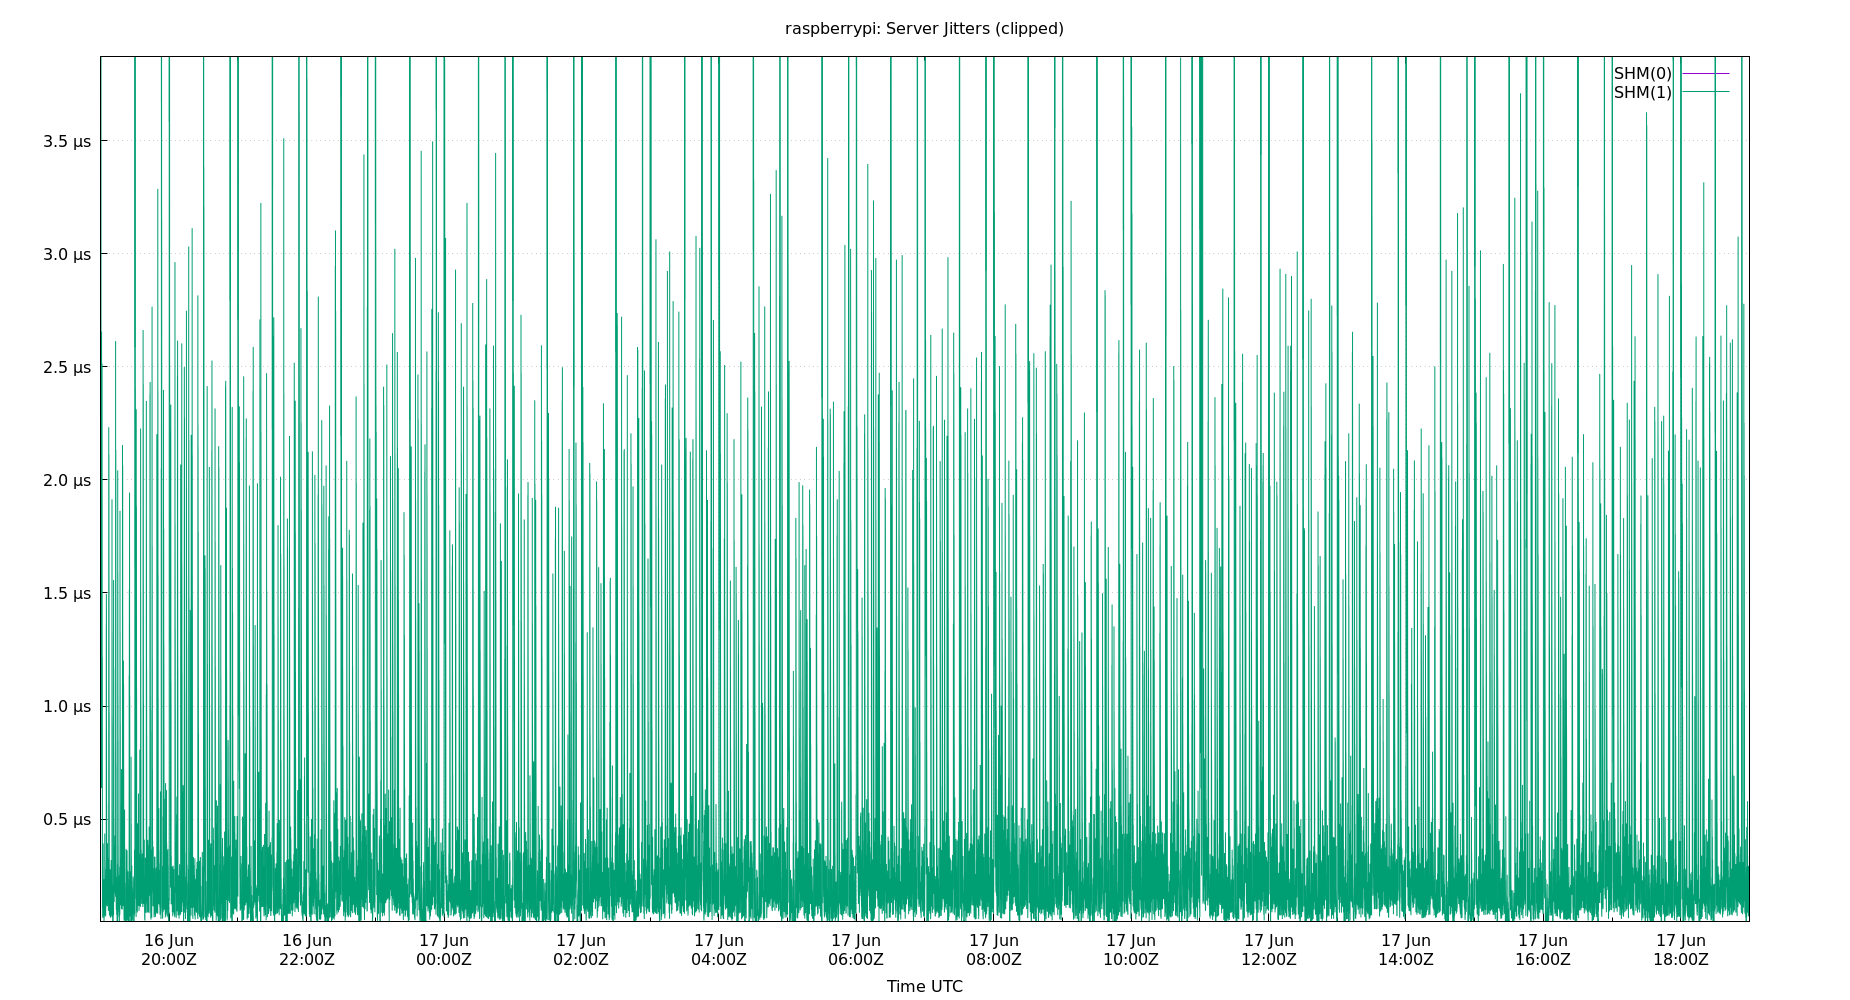 raspberrypi: Server Jitters (clipped)
SHM(0)
SHM(1)
3.5 µs
3.0 µs
2.5 µs
2.0 µs
1.5 µs
1.0 µs
0.5 µs
16 Jun 16 Jun 17 Jun 17 Jun 17 Jun 17 Jun 17 Jun 17 Jun 17 Jun 17 Jun 17 Jun 17 Jun
20:00Z 22:00Z 00:00Z 02:00Z 04:00Z 06:00Z 08:00Z 10:00Z 12:00Z 14:00Z 16:00Z 18:00Z
Time UTC